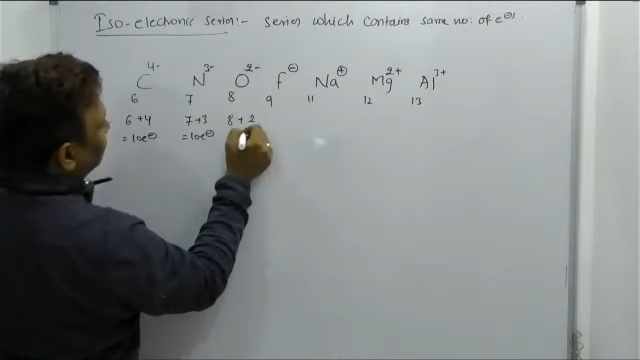 Iso-electronic series:- series which contains same no: of e⊖s.
C⁴⁻ N³⁻ O²⁻ f⊖ Na⊕ Mg²⁺ Al³⁺
6 7 8 9 11 12 13
6+4 7+3 8+2
=10e⊖ =10e⊖